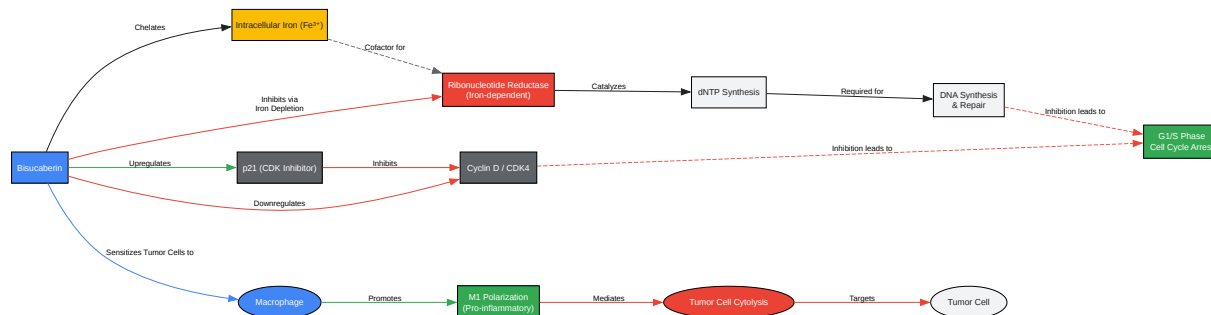 Chelates
Intracellular Iron (Fe³⁺)
Cofactor for
Ribonucleotide Reductase
(Iron-dependent)
Catalyzes
dNTP Synthesis
Required for
DNA Synthesis
& Repair
Inhibition leads to
Inhibits via
Iron Depletion
G1/S Phase
Cell Cycle Arrest
Bisucaberin
Upregulates
p21 (CDK Inhibitor)
Inhibits
Cyclin D / CDK4
Inhibition leads to
Downregulates
Sensitizes Tumor Cells to
Macrophage
Promotes
M1 Polarization
(Pro-inflammatory)
Mediates
Tumor Cell Cytolysis
Targets
Tumor Cell